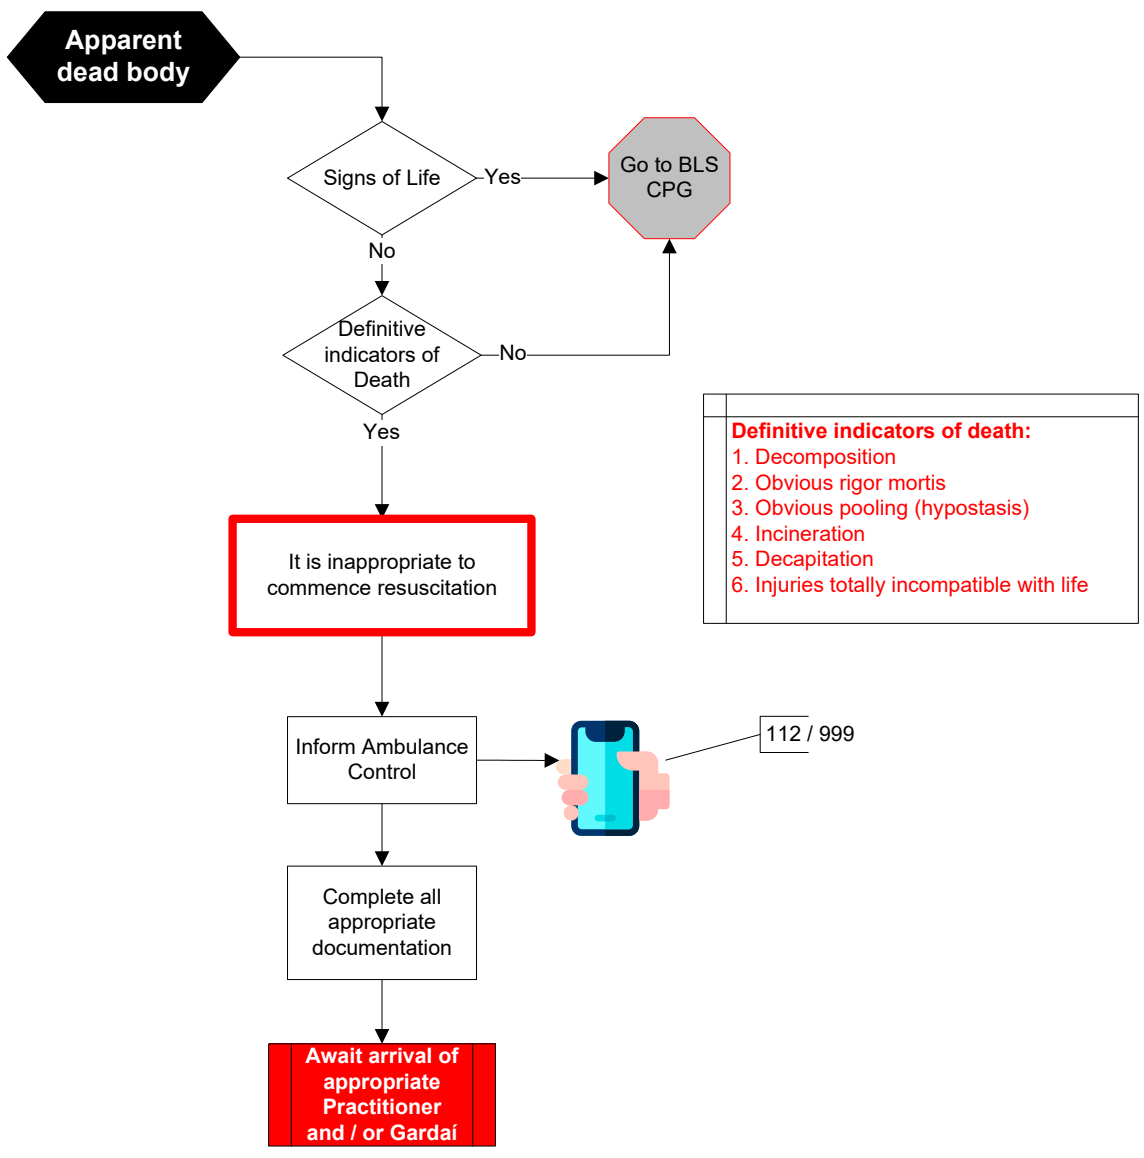 Apparent
dead body
Signs of Life
Yes
Go to BLS
CPG
No
Definitive
indicators of
Death
No
Yes
Definitive indicators of death:
1. Decomposition
2. Obvious rigor mortis
3. Obvious pooling (hypostasis)
4. Incineration
5. Decapitation
6. Injuries totally incompatible with life
It is inappropriate to
commence resuscitation
Inform Ambulance
Control
112 / 999
Complete all
appropriate
documentation
Await arrival of
appropriate
Practitioner
and / or Gardaí